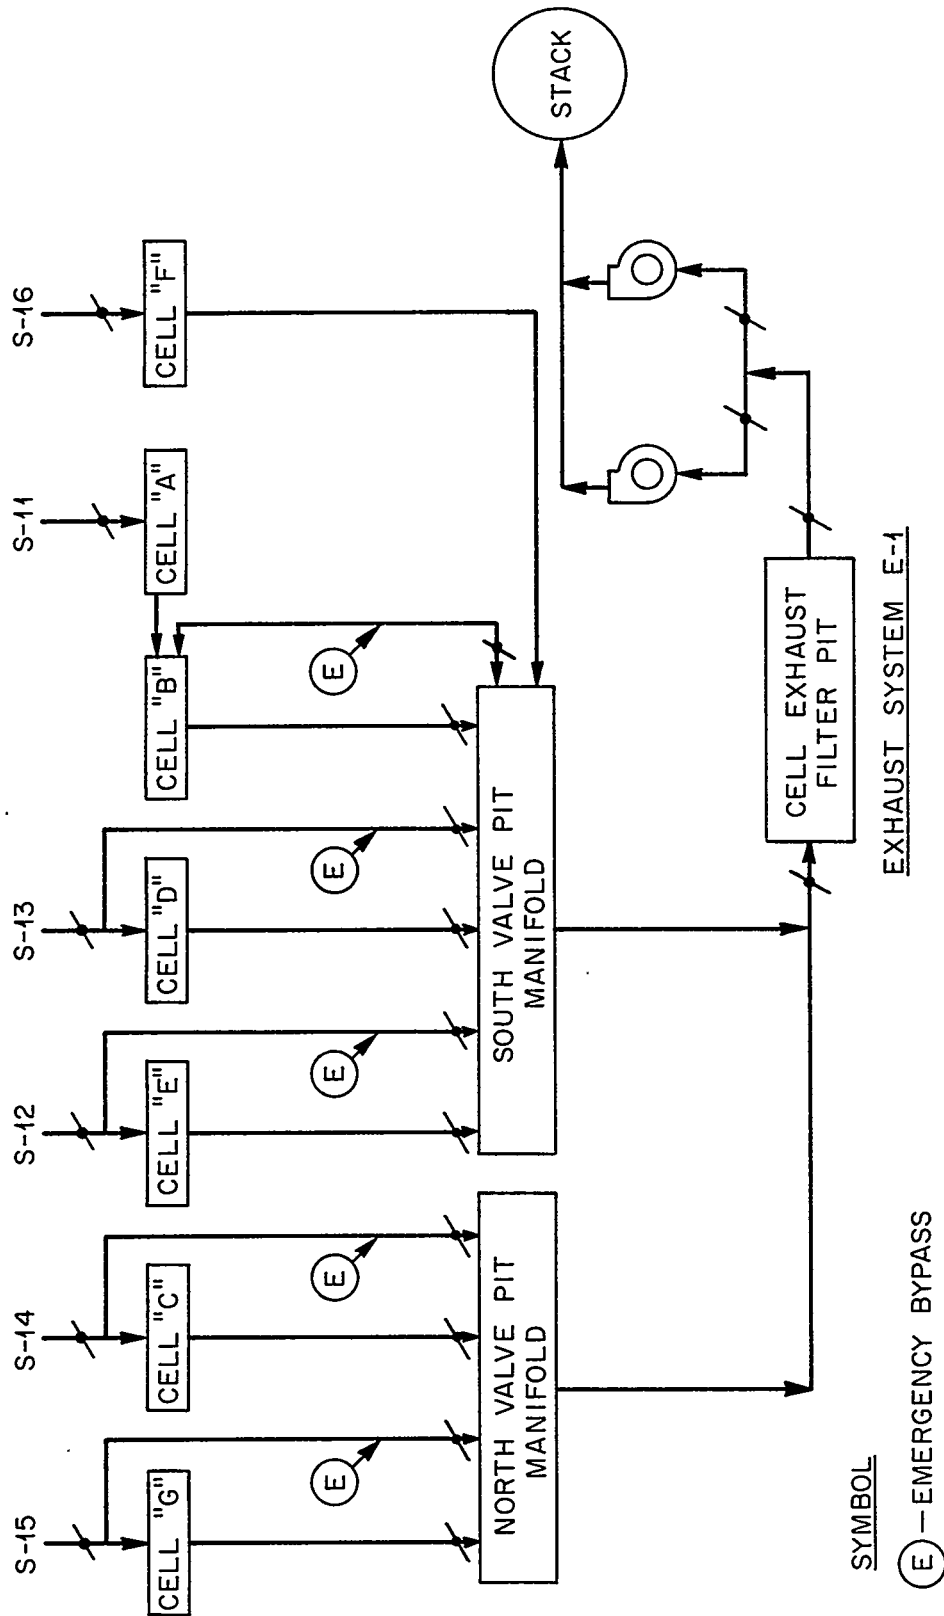 S-15
S-14
S-12
S-13
S-11
S-16
CELL "G"
CELL "C"
CELL "E"
CELL "D"
CELL "B"
CELL "A"
CELL "F"
E
E
E
E
E
NORTH VALVE PIT
MANIFOLD
SOUTH VALVE PIT
MANIFOLD
STACK
CELL EXHAUST
FILTER PIT
EXHAUST SYSTEM E-1
SYMBOL
E — EMERGENCY BYPASS